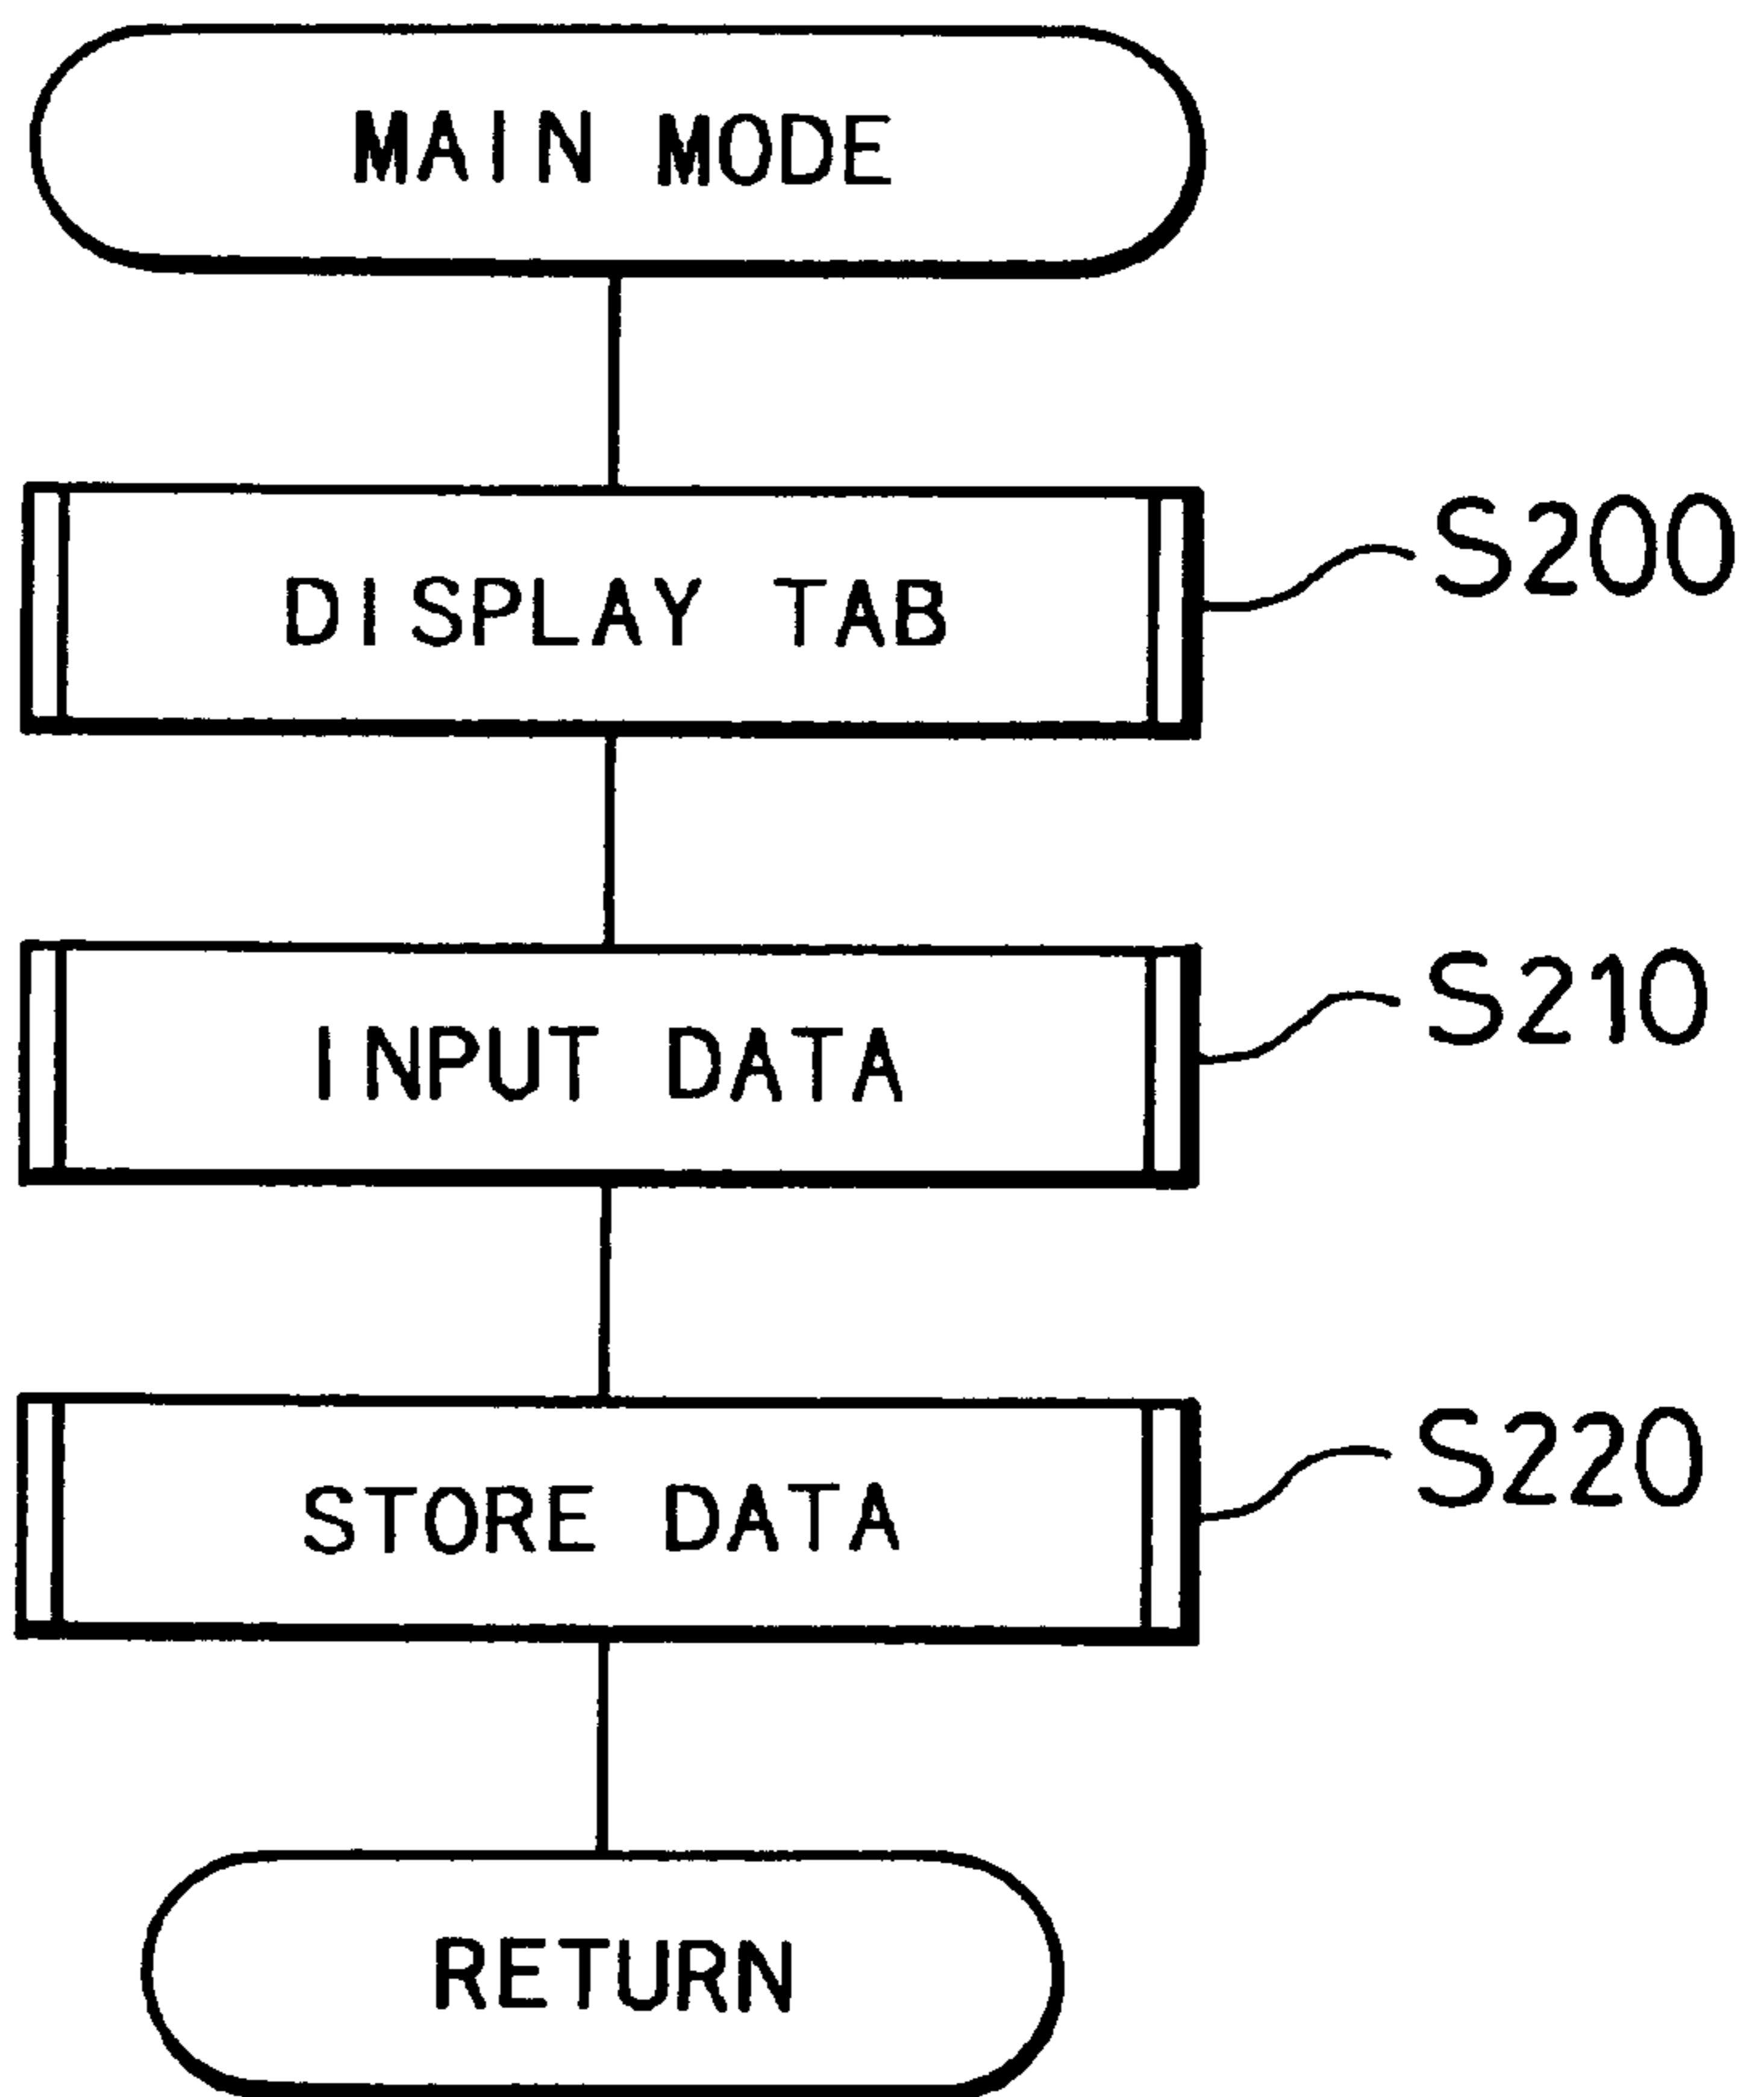 MAIN MODE
DISPLAY TAB
S200
INPUT DATA
S210
STORE DATA
S220
RETURN